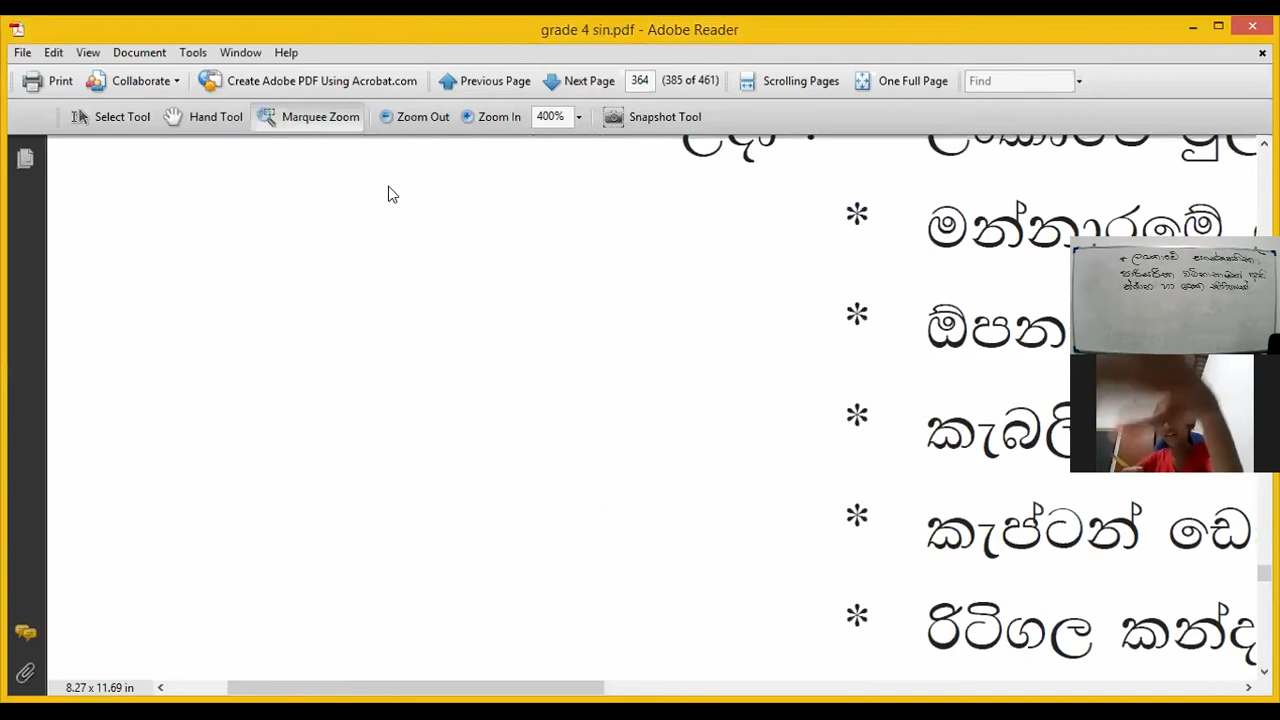 grade 4 sin.pdf - Adobe Reader
File Edit View Document Tools Window Help
Print Collaborate Create Adobe PDF Using Acrobat.com Previous Page Next Page 364 (385 of 461) Scrolling Pages One Full Page Find
Select Tool Hand Tool Marquee Zoom Zoom Out Zoom In 400% Snapshot Tool
උදා :
* මන්නාරමේ
* ඕපන
* කැබලි
* කැප්ටන් ඩෙ
* රිටිගල කන්ද
8.27 x 11.69 in